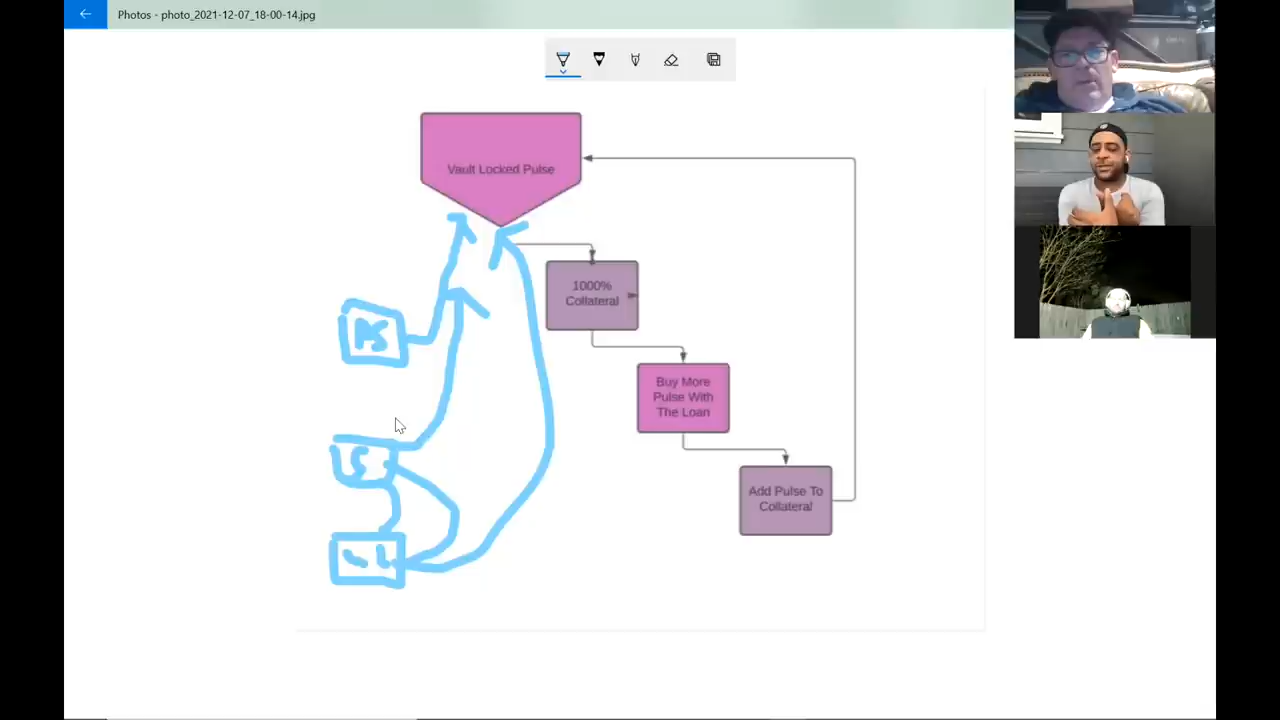 Photos - photo_2021-12-07_18-00-14.jpg
Vault Locked Pulse
1000%
Collateral
Buy More
Pulse With
The Loan
Add Pulse To
Collateral